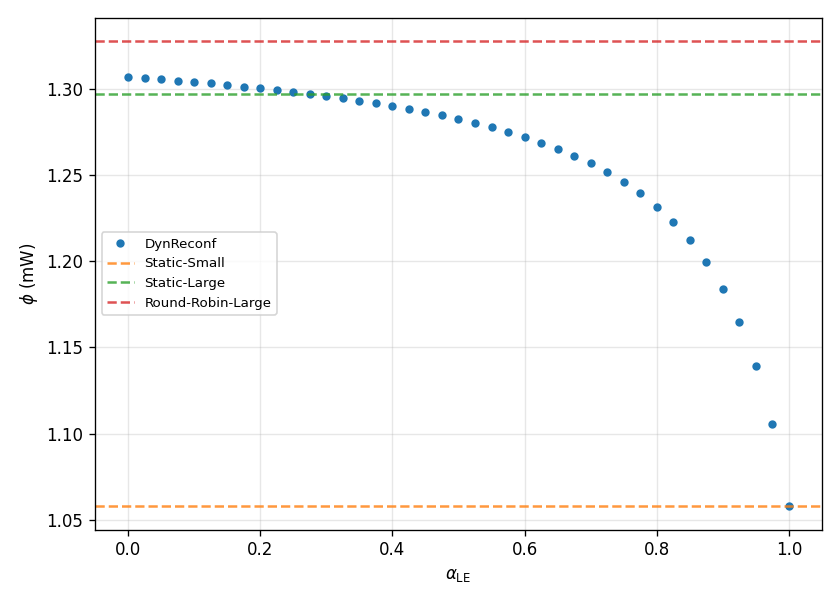 1.30
1.25
1.20
1.15
1.10
1.05
ϕ (mW)
DynReconf
Static-Small
Static-Large
Round-Robin-Large
0.0 0.2 0.4 0.6 0.8 1.0
α_LE